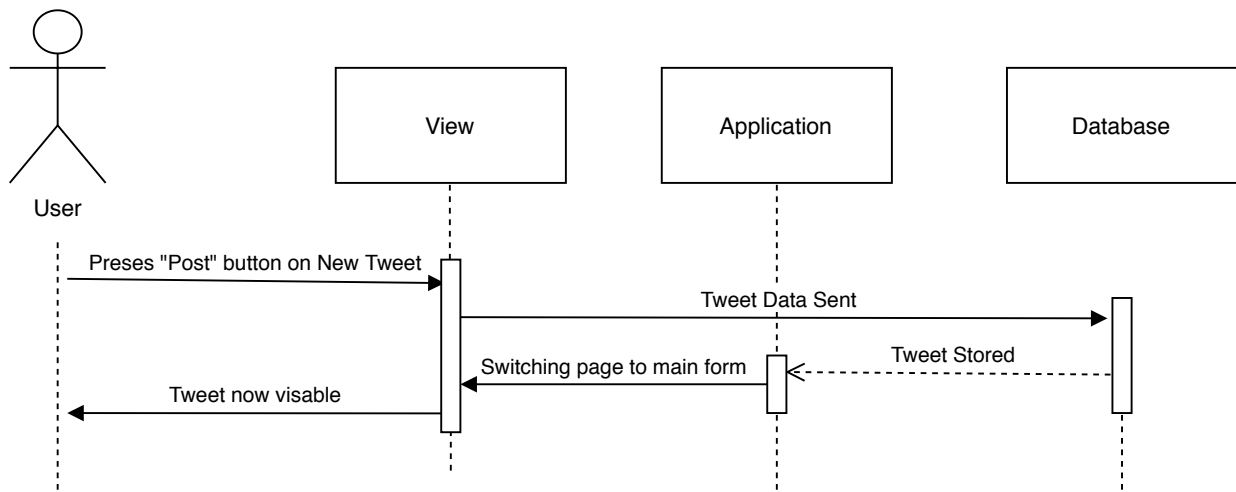 View
Application
Database
User
Preses "Post" button on New Tweet
Tweet Data Sent
Tweet Stored
Switching page to main form
Tweet now visable